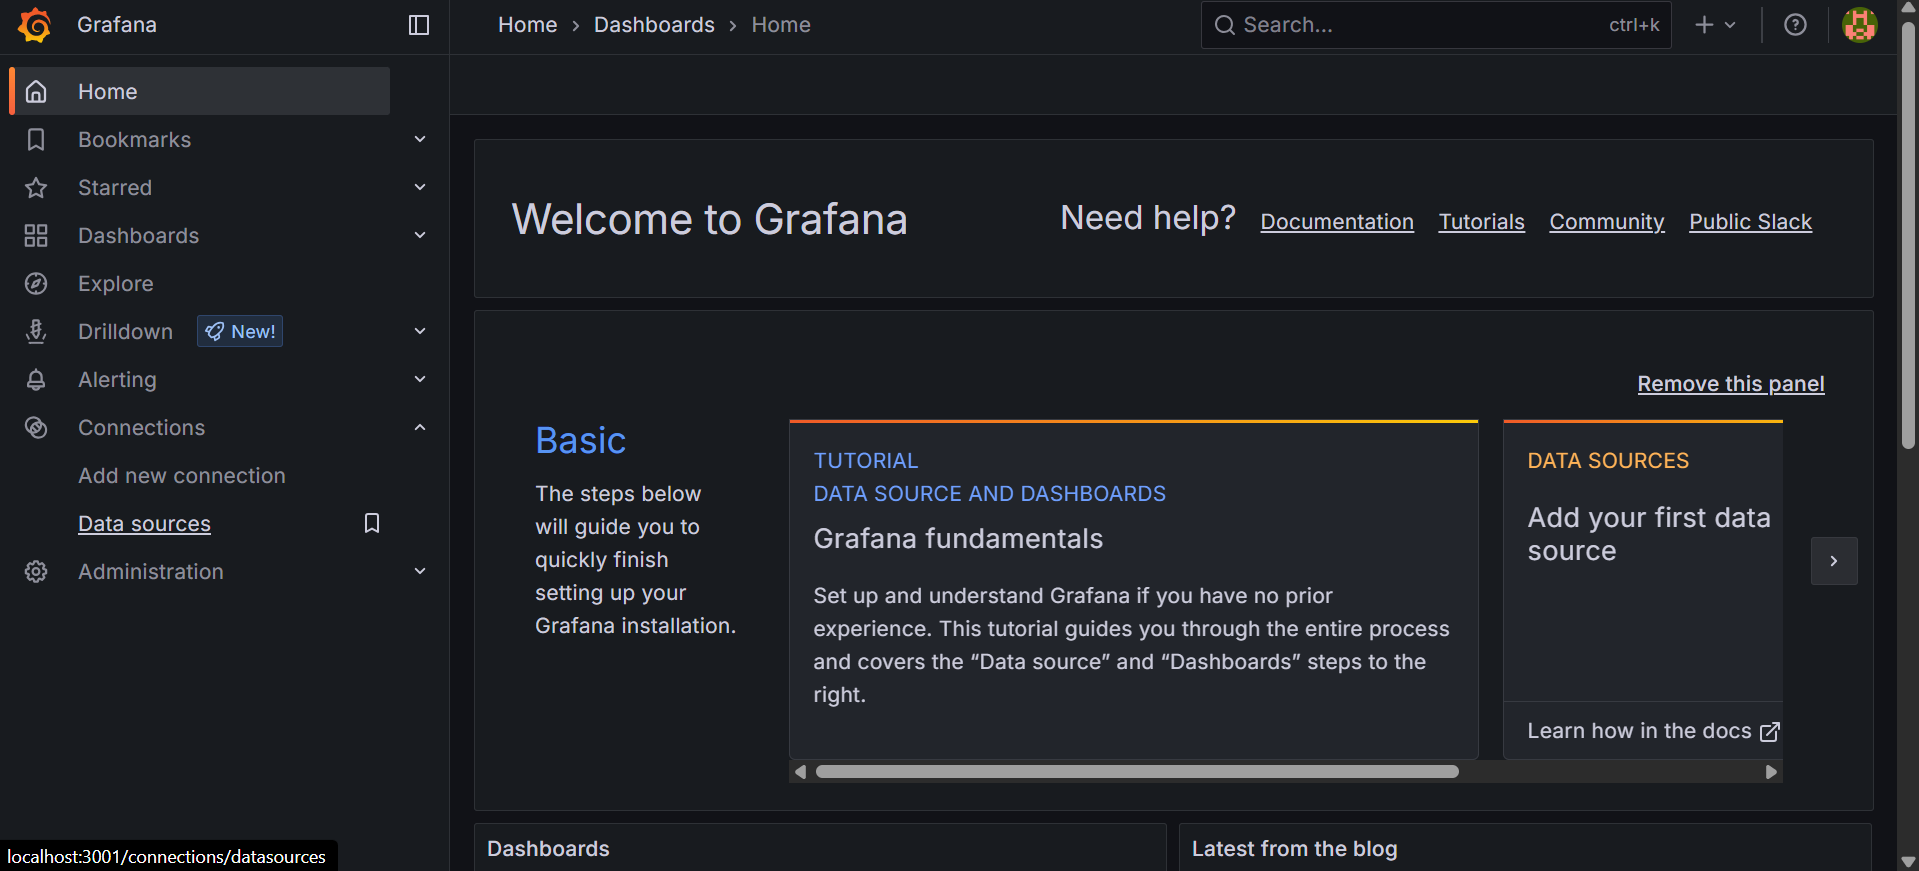 Grafana
Home › Dashboards › Home
Search...
ctrl+k
Home
Bookmarks
Starred
Dashboards
Explore
Drilldown
New!
Alerting
Connections
Add new connection
Data sources
Administration
Welcome to Grafana
Need help?
Documentation
Tutorials
Community
Public Slack
Remove this panel
Basic
The steps below
will guide you to
quickly finish
setting up your
Grafana installation.
TUTORIAL
DATA SOURCE AND DASHBOARDS
Grafana fundamentals
Set up and understand Grafana if you have no prior
experience. This tutorial guides you through the entire process
and covers the “Data source” and “Dashboards” steps to the
right.
DATA SOURCES
Add your first data
source
Learn how in the docs
Dashboards
Latest from the blog
localhost:3001/connections/datasources